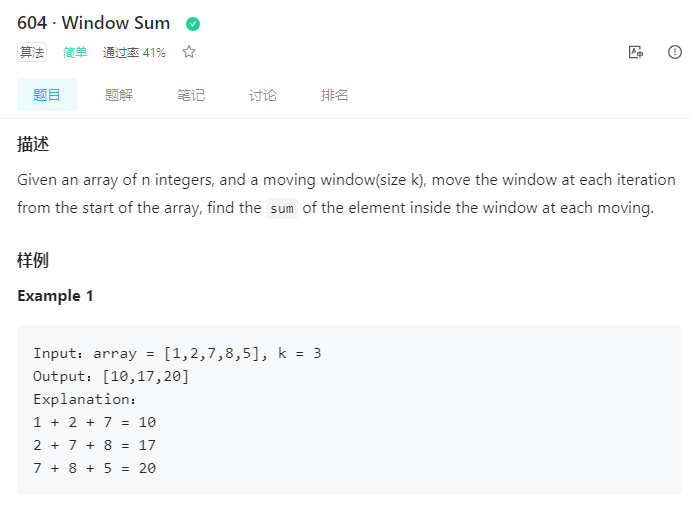 604 · Window Sum
算法 简单 通过率 41%
题目 题解 笔记 讨论 排名
描述
Given an array of n integers, and a moving window(size k), move the window at each iteration
from the start of the array, find the sum of the element inside the window at each moving.
样例
Example 1
Input：array = [1,2,7,8,5], k = 3
Output：[10,17,20]
Explanation：
1 + 2 + 7 = 10
2 + 7 + 8 = 17
7 + 8 + 5 = 20